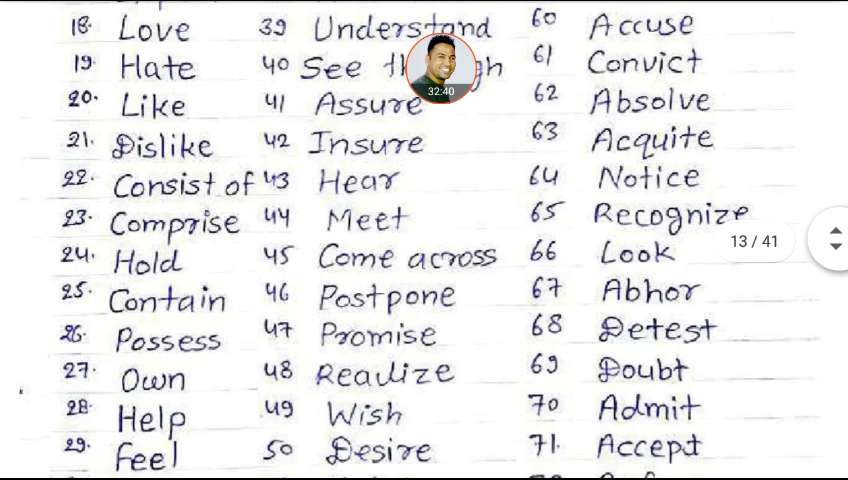 18. Love 39 Understand 60 Accuse
19. Hate 40 See 61 Convict
32:40
20. Like 41 Assure 62 Absolve
21. Dislike 42 Insure 63 Acquite
22. Consist of 43 Hear 64 Notice
23. Comprise 44 Meet 65 Recognize
13 / 41
24. Hold 45 Come across 66 Look
25. Contain 46 Postpone 67 Abhor
26. Possess 47 Promise 68 Detest
27. Own 48 Realize 69 Doubt
28. Help 49 Wish 70 Admit
29. Feel 50 Desire 71. Accept